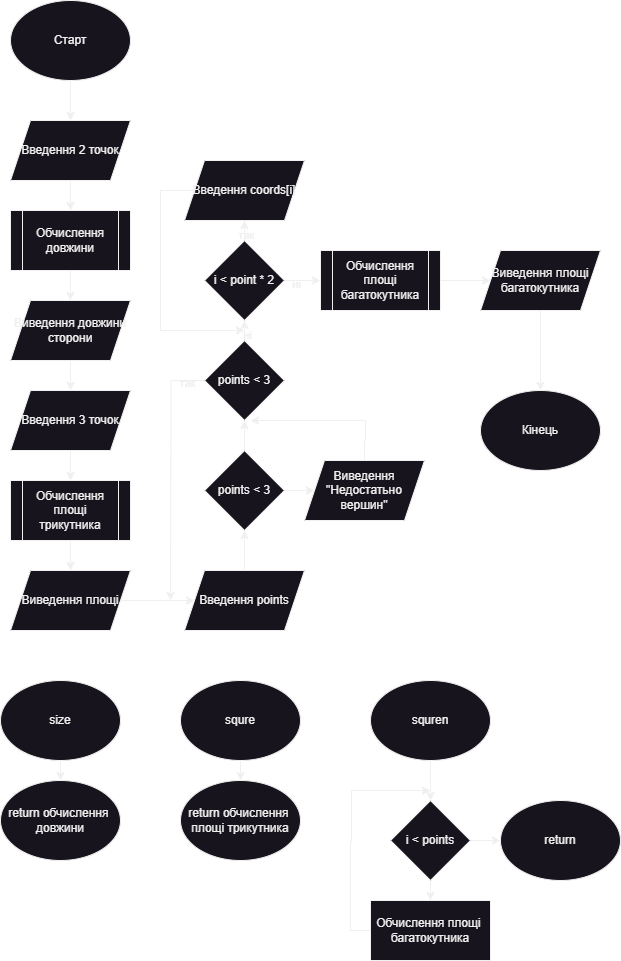 Старт
Введення 2 точок
Обчислення
довжини
Виведення довжини
сторони
Введення 3 точок
Обчислення
площі
трикутника
Виведення площі
Введення coords[i]
Так
i < point * 2
ні
Обчислення
площі
багатокутника
Виведення площі
багатокутника
Кінець
ні
points < 3
Так
points < 3
Виведення
"Недостатьно
вершин"
Введення points
size
return обчислення
довжини
squre
return обчислення
площі трикутника
squren
i < points
return
Обчислення площі
багатокутника